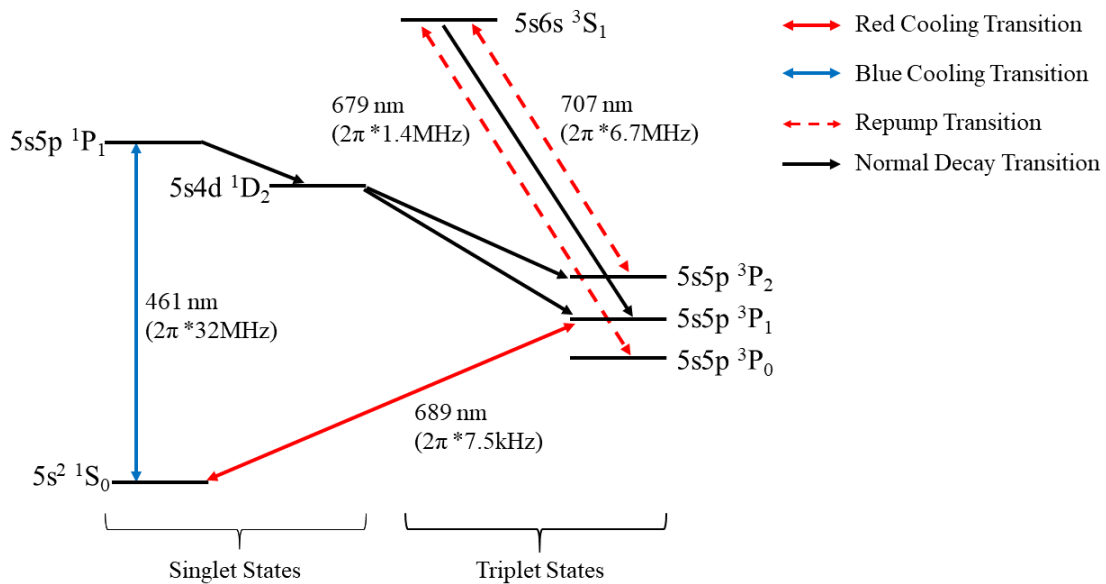 5s6s ³S₁
Red Cooling Transition
Blue Cooling Transition
Repump Transition
Normal Decay Transition
679 nm
(2π *1.4MHz)
707 nm
(2π *6.7MHz)
5s5p ¹P₁
5s4d ¹D₂
5s5p ³P₂
5s5p ³P₁
5s5p ³P₀
461 nm
(2π *32MHz)
689 nm
(2π *7.5kHz)
5s² ¹S₀
Singlet States
Triplet States